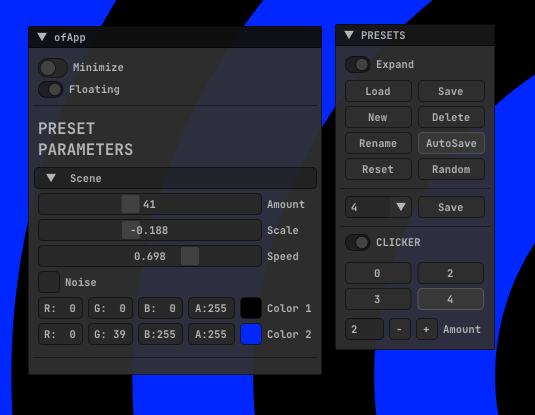 ofApp
Minimize
Floating
PRESET
PARAMETERS
Scene
41 Amount
-0.188 Scale
0.698 Speed
Noise
R: 0 G: 0 B: 0 A:255 Color 1
R: 0 G: 39 B:255 A:255 Color 2
PRESETS
Expand
Load Save
New Delete
Rename AutoSave
Reset Random
4 Save
CLICKER
0 2
3 4
2 - + Amount